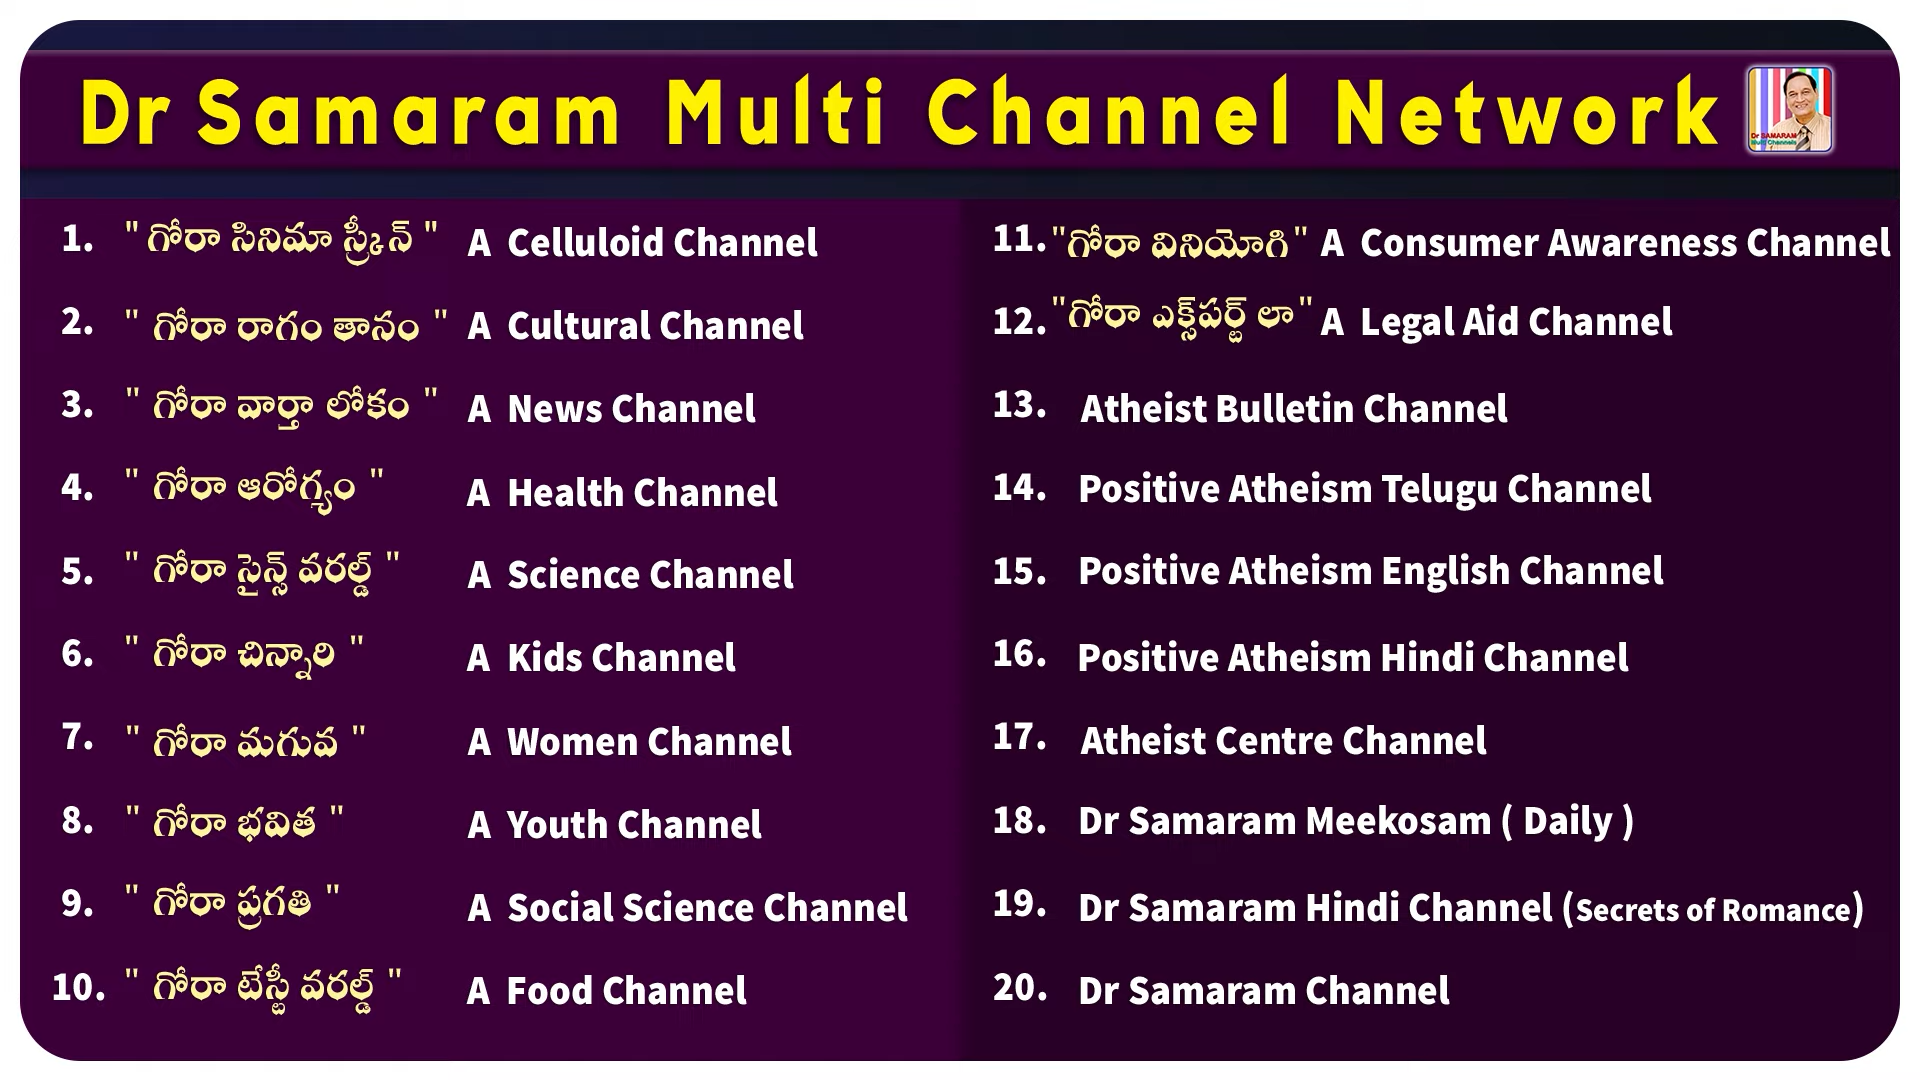 Dr Samaram Multi Channel Network
Dr SAMARAM
Multi Channels
1. " గోరా సినిమా స్క్రీన్ " A Celluloid Channel
2. " గోరా రాగం తానం " A Cultural Channel
3. " గోరా వార్తా లోకం " A News Channel
4. " గోరా ఆరోగ్యం " A Health Channel
5. " గోరా సైన్స్ వరల్డ్ " A Science Channel
6. " గోరా చిన్నారి " A Kids Channel
7. " గోరా మగువ " A Women Channel
8. " గోరా భవిత " A Youth Channel
9. " గోరా ప్రగతి " A Social Science Channel
10. " గోరా టేస్టీ వరల్డ్ " A Food Channel
11. "గోరా వినియోగి" A Consumer Awareness Channel
12. "గోరా ఎక్స్‌పర్ట్ లా" A Legal Aid Channel
13. Atheist Bulletin Channel
14. Positive Atheism Telugu Channel
15. Positive Atheism English Channel
16. Positive Atheism Hindi Channel
17. Atheist Centre Channel
18. Dr Samaram Meekosam ( Daily )
19. Dr Samaram Hindi Channel (Secrets of Romance)
20. Dr Samaram Channel